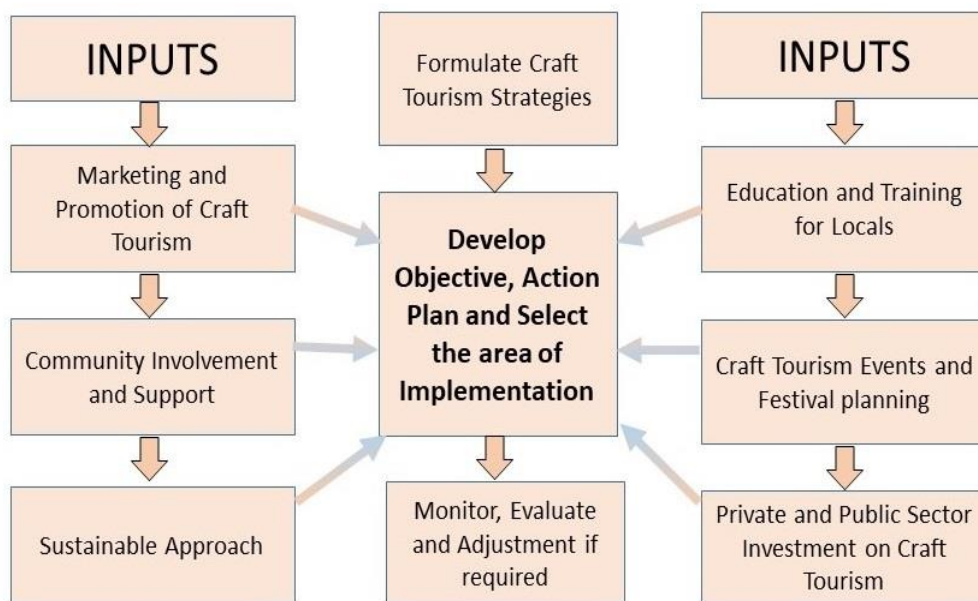 INPUTS
Marketing and
Promotion of Craft
Tourism
Community Involvement
and Support
Sustainable Approach
Formulate Craft
Tourism Strategies
Develop
Objective, Action
Plan and Select
the area of
Implementation
Monitor, Evaluate
and Adjustment if
required
INPUTS
Education and Training
for Locals
Craft Tourism Events and
Festival planning
Private and Public Sector
Investment on Craft
Tourism